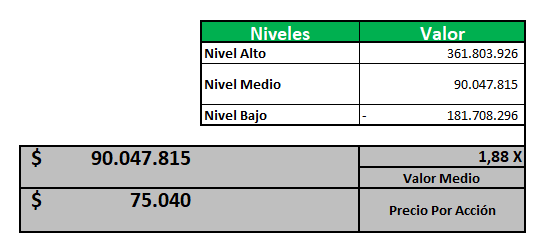 Niveles Valor
Nivel Alto 361.803.926
Nivel Medio 90.047.815
Nivel Bajo - 181.708.296
$ 90.047.815 1,88 X
Valor Medio
$ 75.040 Precio Por Acción